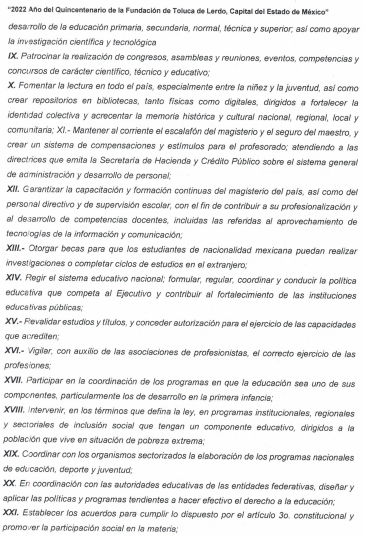 "2022 Año del Quincentenario de la Fundación de Toluca de Lerdo, Capital del Estado de México"
desarrollo de la educación primaria, secundaria, normal, técnica y superior; así como apoyar
la investigación científica y tecnológica
IX. Patrocinar la realización de congresos, asambleas y reuniones, eventos, competencias y
concursos de carácter científico, técnico y educativo;
X. Fomentar la lectura en todo el país, especialmente entre la niñez y la juventud, así como
crear repositorios en bibliotecas, tanto físicas como digitales, dirigidos a fortalecer la
identidad colectiva y acrecentar la memoria histórica y cultural nacional, regional, local y
comunitaria; XI.- Mantener al corriente el escalafón del magisterio y el seguro del maestro, y
crear un sistema de compensaciones y estímulos para el profesorado; atendiendo a las
directrices que emita la Secretaría de Hacienda y Crédito Público sobre el sistema general
de administración y desarrollo de personal;
XII. Garantizar la capacitación y formación continuas del magisterio del país, así como del
personal directivo y de supervisión escolar, con el fin de contribuir a su profesionalización y
al desarrollo de competencias docentes, incluidas las referidas al aprovechamiento de
tecnologías de la información y comunicación;
XIII.- Otorgar becas para que los estudiantes de nacionalidad mexicana puedan realizar
investigaciones o completar ciclos de estudios en el extranjero;
XIV. Regir el sistema educativo nacional; formular, regular, coordinar y conducir la política
educativa que competa al Ejecutivo y contribuir al fortalecimiento de las instituciones
educativas públicas;
XV.- Revalidar estudios y títulos, y conceder autorización para el ejercicio de las capacidades
que acrediten;
XVI.- Vigilar, con auxilio de las asociaciones de profesionistas, el correcto ejercicio de las
profesiones;
XVII. Participar en la coordinación de los programas en que la educación sea uno de sus
componentes, particularmente los de desarrollo en la primera infancia;
XVIII. Intervenir, en los términos que defina la ley, en programas institucionales, regionales
y sectoriales de inclusión social que tengan un componente educativo, dirigidos a la
población que vive en situación de pobreza extrema;
XIX. Coordinar con los organismos sectorizados la elaboración de los programas nacionales
de educación, deporte y juventud;
XX. En coordinación con las autoridades educativas de las entidades federativas, diseñar y
aplicar las políticas y programas tendientes a hacer efectivo el derecho a la educación;
XXI. Establecer los acuerdos para cumplir lo dispuesto por el artículo 3o. constitucional y
promover la participación social en la materia;